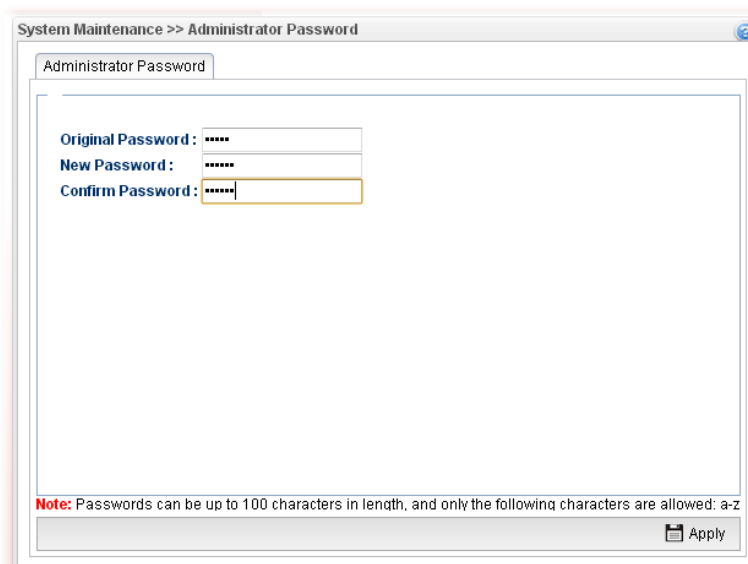 System Maintenance >> Administrator Password
Administrator Password
Original Password : •••••
New Password : ••••••
Confirm Password : ••••••
Note: Passwords can be up to 100 characters in length, and only the following characters are allowed: a-z
Apply